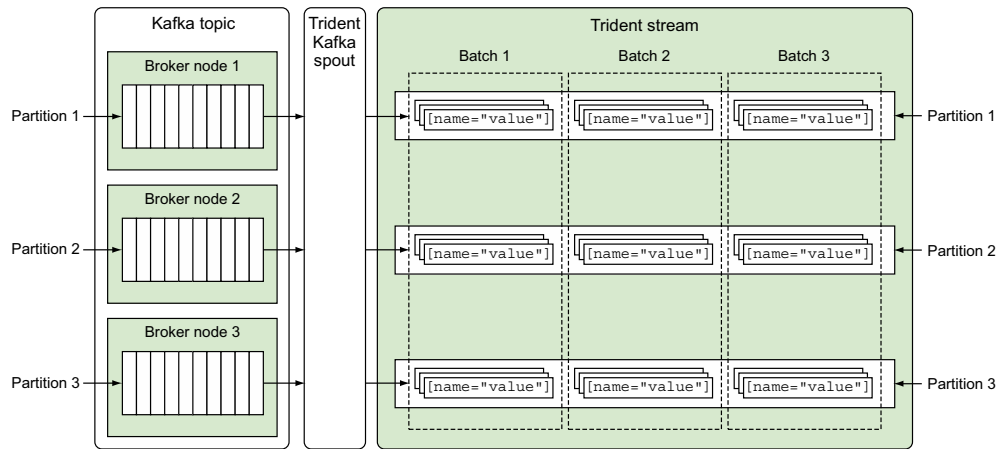 Kafka topic
Trident
Kafka
spout
Trident stream
Batch 1
Batch 2
Batch 3
Broker node 1
Partition 1
[name="value"]
[name="value"]
[name="value"]
Partition 1
Broker node 2
Partition 2
[name="value"]
[name="value"]
[name="value"]
Partition 2
Broker node 3
Partition 3
[name="value"]
[name="value"]
[name="value"]
Partition 3